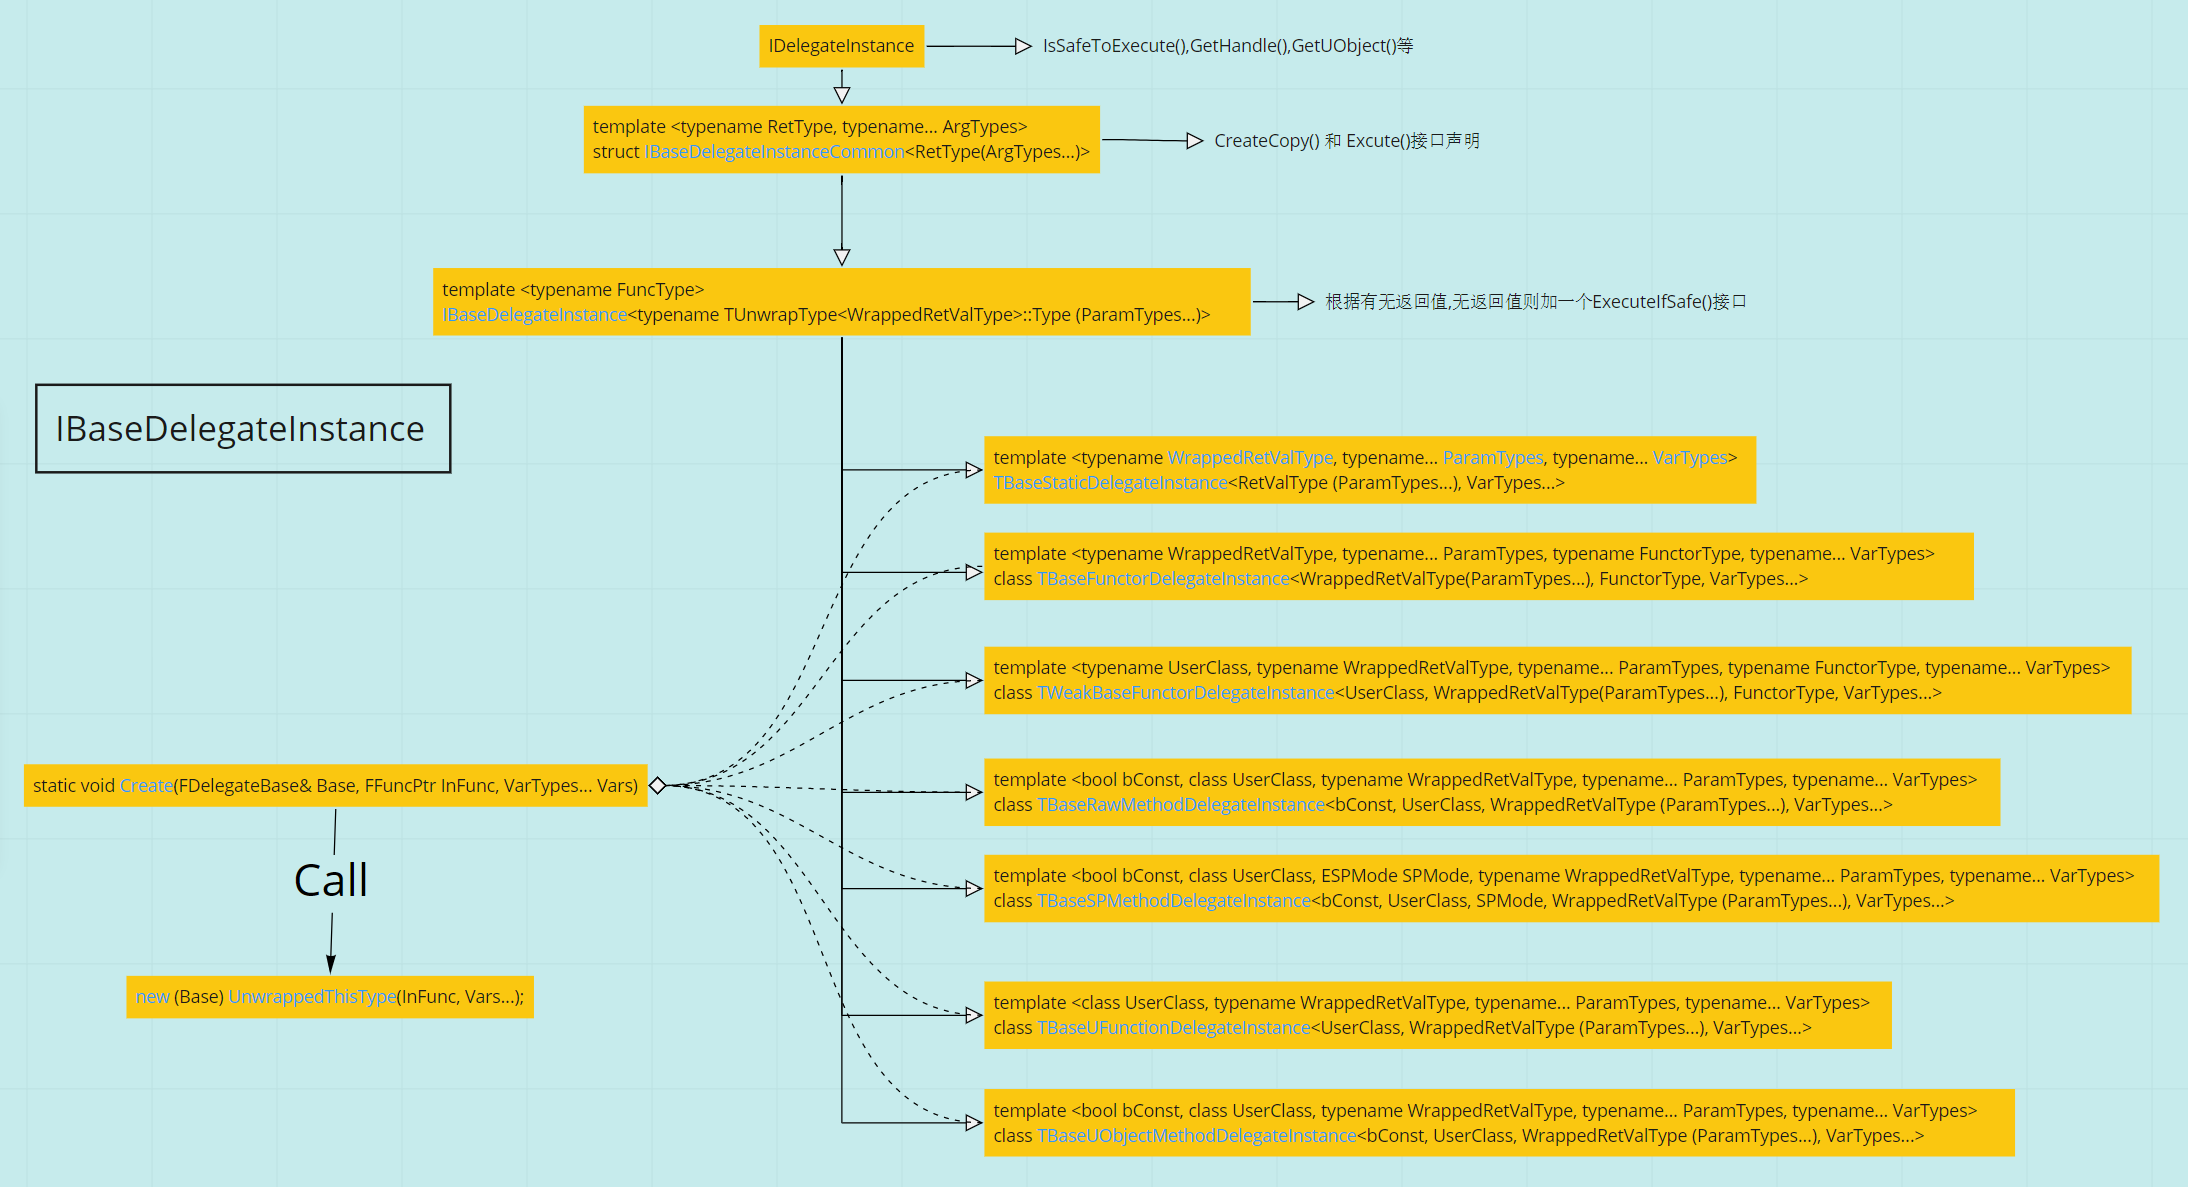 IDelegateInstance
IsSafeToExecute(),GetHandle(),GetUObject()等
template <typename RetType, typename... ArgTypes>
struct IBaseDelegateInstanceCommon<RetType(ArgTypes...)>
CreateCopy() 和 Excute()接口声明
template <typename FuncType>
IBaseDelegateInstance<typename TUnwrapType<WrappedRetValType>::Type (ParamTypes...)>
根据有无返回值,无返回值则加一个ExecuteIfSafe()接口
IBaseDelegateInstance
template <typename WrappedRetValType, typename... ParamTypes, typename... VarTypes>
TBaseStaticDelegateInstance<RetValType (ParamTypes...), VarTypes...>
template <typename WrappedRetValType, typename... ParamTypes, typename FunctorType, typename... VarTypes>
class TBaseFunctorDelegateInstance<WrappedRetValType(ParamTypes...), FunctorType, VarTypes...>
template <typename UserClass, typename WrappedRetValType, typename... ParamTypes, typename FunctorType, typename... VarTypes>
class TWeakBaseFunctorDelegateInstance<UserClass, WrappedRetValType(ParamTypes...), FunctorType, VarTypes...>
static void Create(FDelegateBase& Base, FFuncPtr InFunc, VarTypes... Vars)
template <bool bConst, class UserClass, typename WrappedRetValType, typename... ParamTypes, typename... VarTypes>
class TBaseRawMethodDelegateInstance<bConst, UserClass, WrappedRetValType (ParamTypes...), VarTypes...>
Call
template <bool bConst, class UserClass, ESPMode SPMode, typename WrappedRetValType, typename... ParamTypes, typename... VarTypes>
class TBaseSPMethodDelegateInstance<bConst, UserClass, SPMode, WrappedRetValType (ParamTypes...), VarTypes...>
new (Base) UnwrappedThisType(InFunc, Vars...);
template <class UserClass, typename WrappedRetValType, typename... ParamTypes, typename... VarTypes>
class TBaseUFunctionDelegateInstance<UserClass, WrappedRetValType (ParamTypes...), VarTypes...>
template <bool bConst, class UserClass, typename WrappedRetValType, typename... ParamTypes, typename... VarTypes>
class TBaseUObjectMethodDelegateInstance<bConst, UserClass, WrappedRetValType (ParamTypes...), VarTypes...>